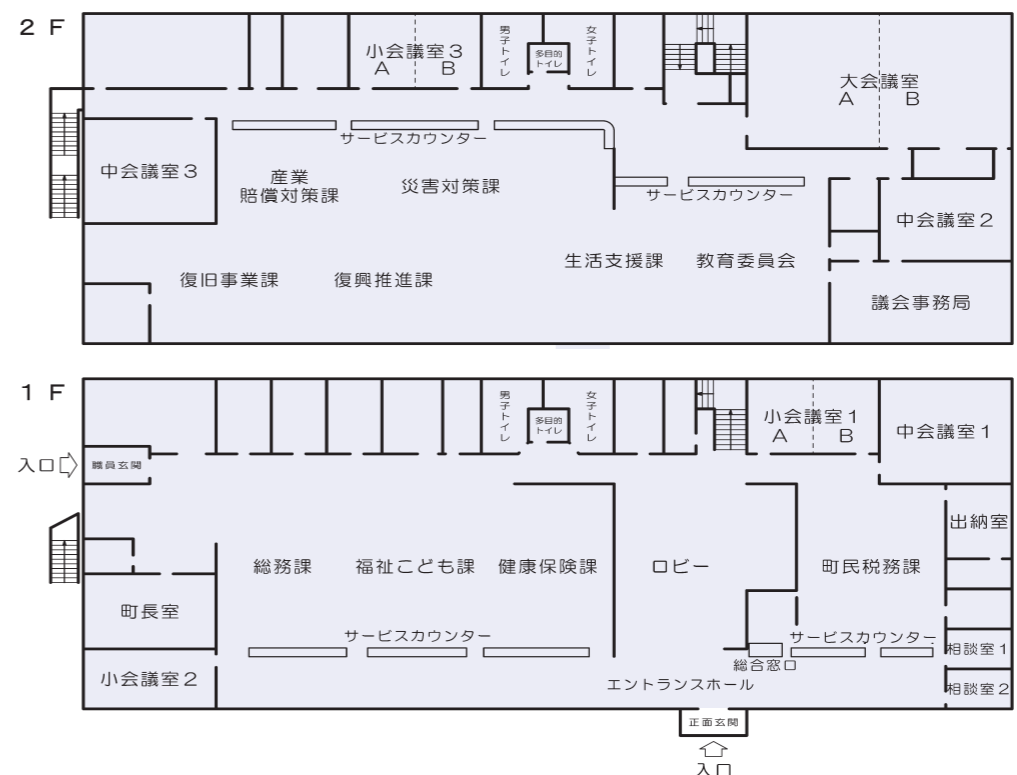 ２Ｆ
小会議室３
Ａ Ｂ
男子トイレ
多目的
トイレ
女子トイレ
大会議室
Ａ Ｂ
サービスカウンター
中会議室３
産業
賠償対策課
災害対策課
サービスカウンター
中会議室２
復旧事業課
復興推進課
生活支援課
教育委員会
議会事務局
１Ｆ
男子トイレ
多目的
トイレ
女子トイレ
小会議室１
Ａ Ｂ
中会議室１
入口
職員玄関
出納室
総務課
福祉こども課
健康保険課
ロビー
町民税務課
町長室
サービスカウンター
サービスカウンター
相談室１
総合窓口
小会議室２
エントランスホール
相談室２
正面玄関
入口